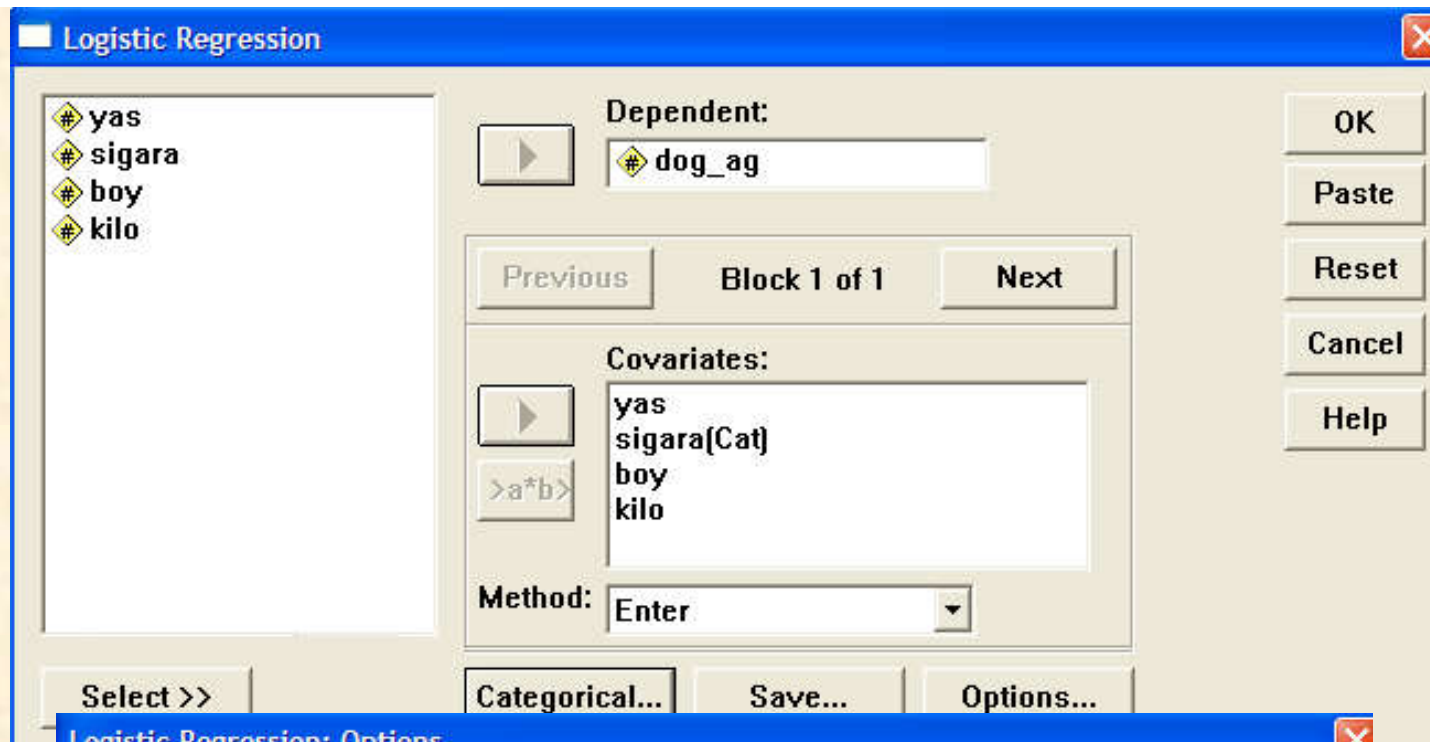 Logistic Regression
yas
sigara
boy
kilo
Dependent:
dog_ag
Previous
Block 1 of 1
Next
Covariates:
yas
sigara(Cat)
boy
kilo
>a*b>
Method:
Enter
OK
Paste
Reset
Cancel
Help
Select >>
Categorical...
Save...
Options...
Logistic Regression: Options